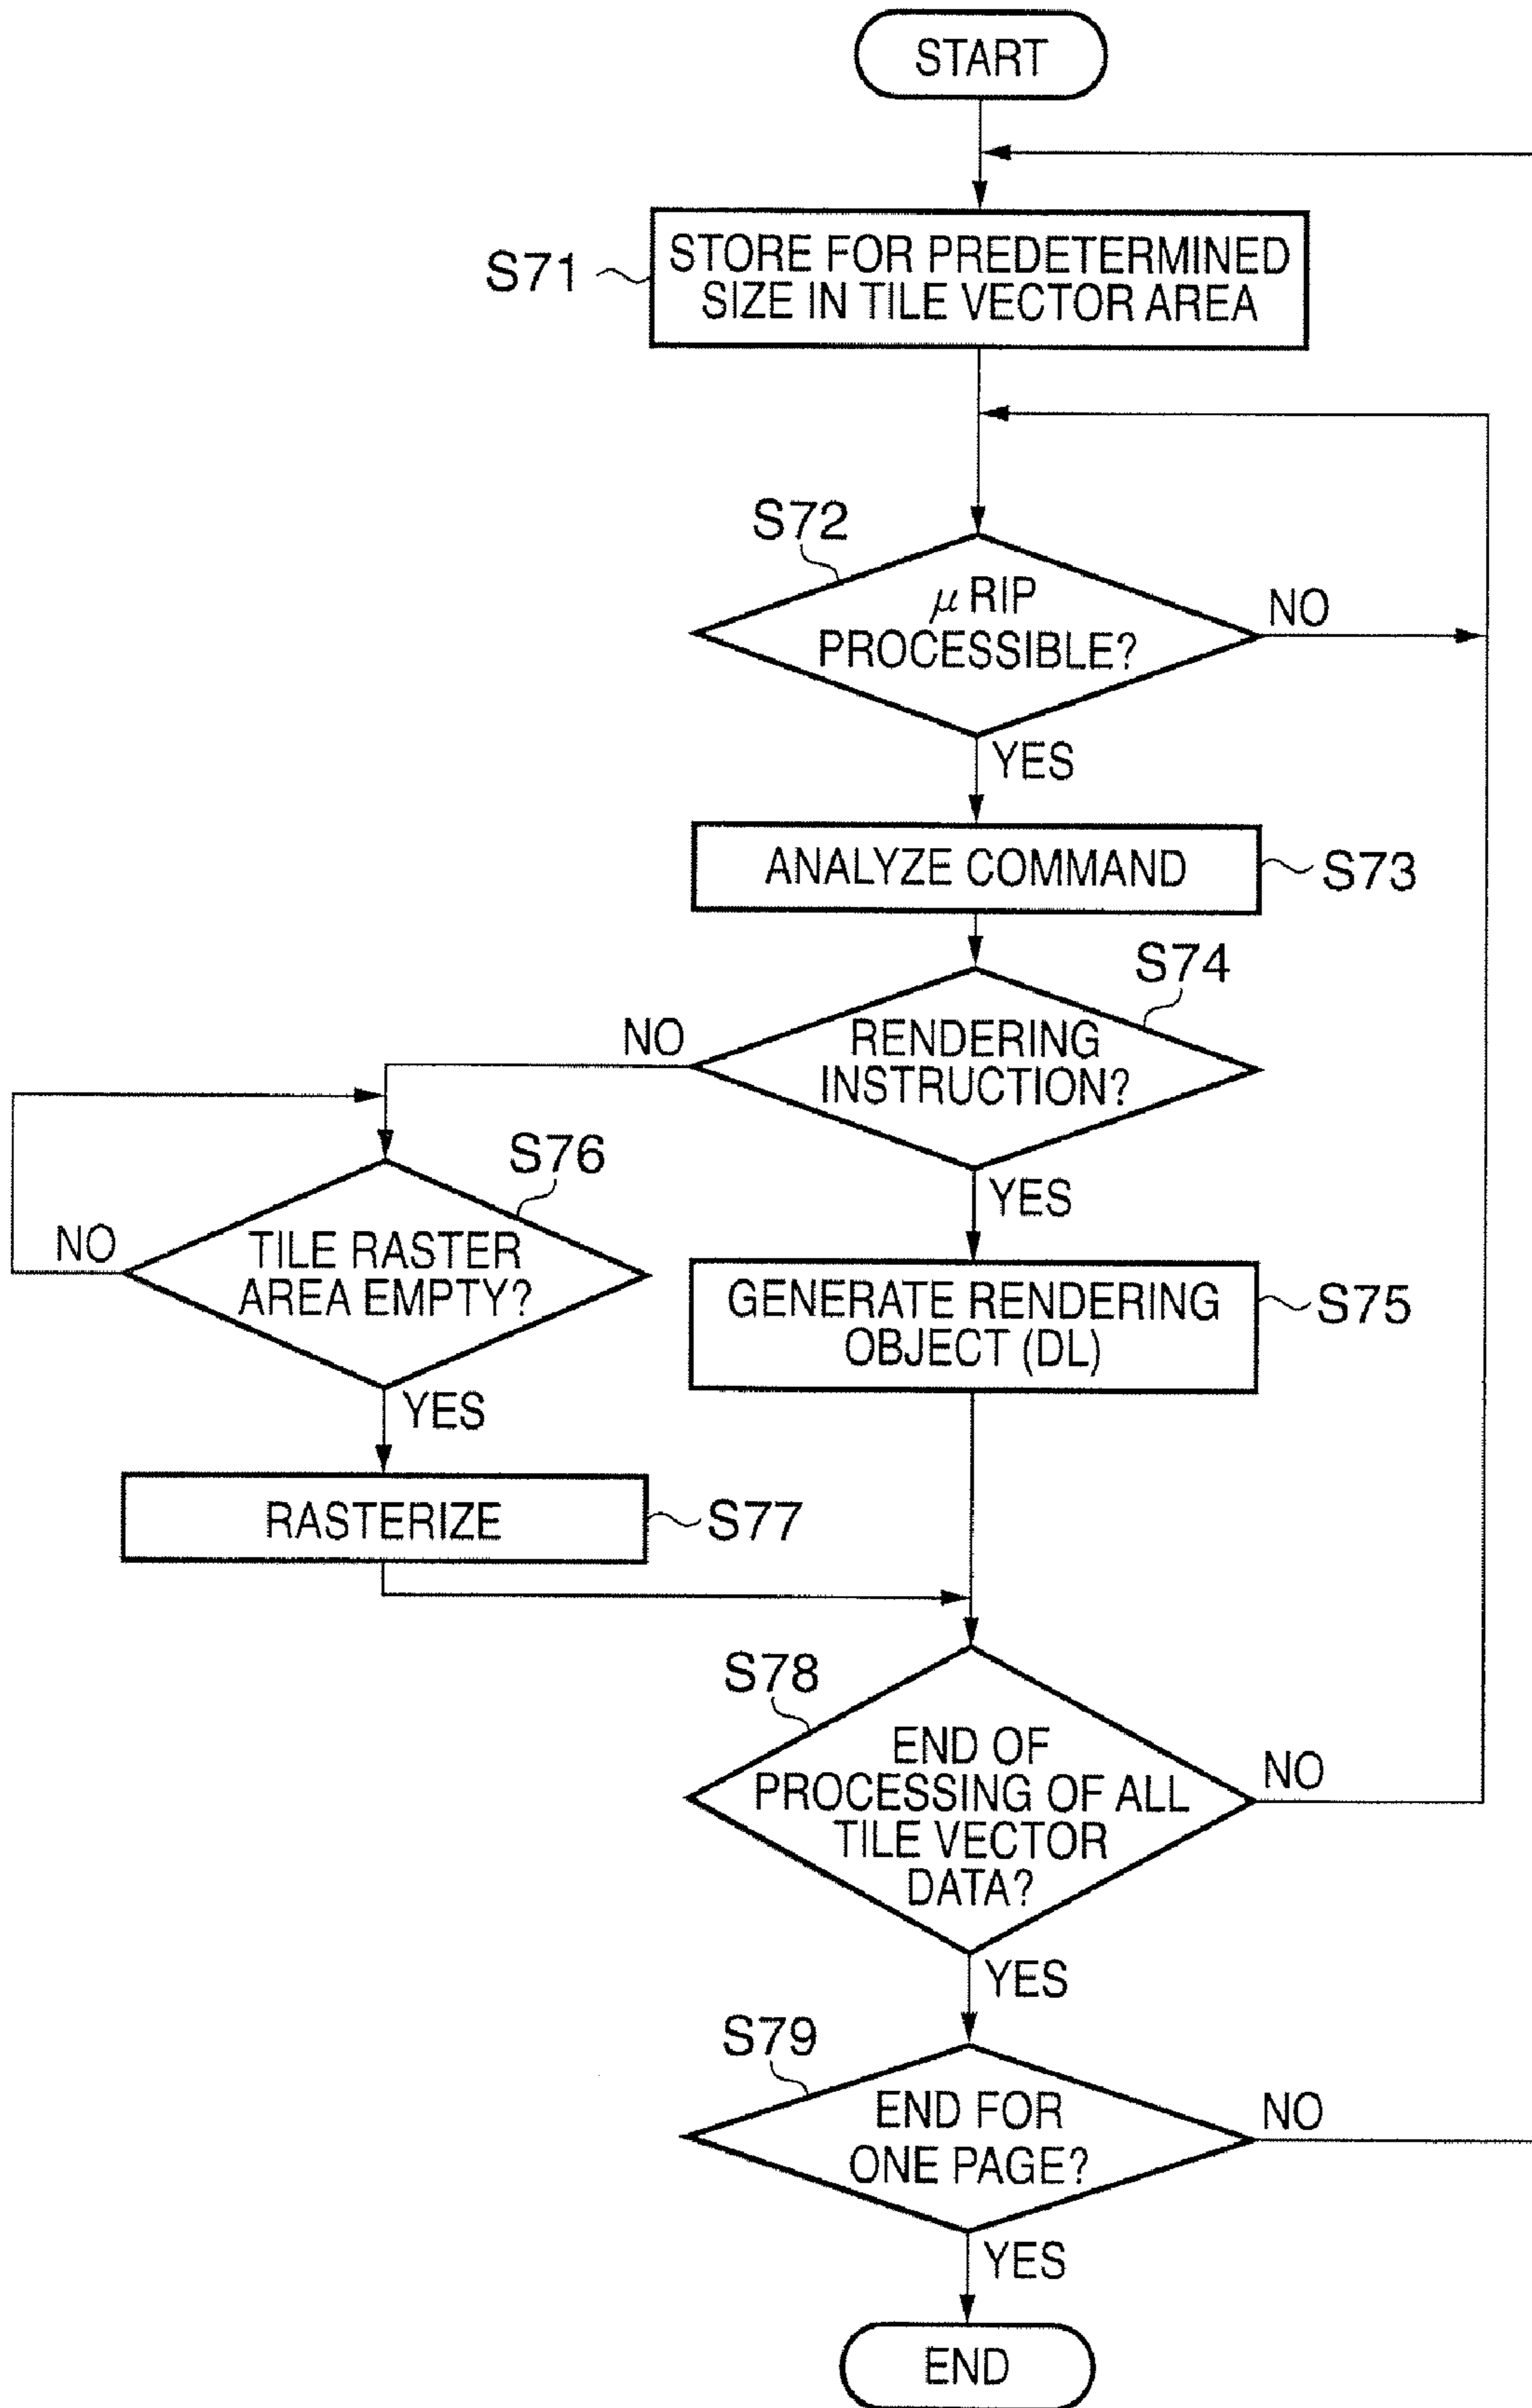 START
S71
STORE FOR PREDETERMINED
SIZE IN TILE VECTOR AREA
S72
μ RIP
PROCESSIBLE?
NO
YES
ANALYZE COMMAND
S73
S74
RENDERING
INSTRUCTION?
NO
YES
S76
TILE RASTER
AREA EMPTY?
NO
YES
GENERATE RENDERING
OBJECT (DL)
S75
RASTERIZE
S77
S78
END OF
PROCESSING OF ALL
TILE VECTOR
DATA?
NO
YES
S79
END FOR
ONE PAGE?
NO
YES
END